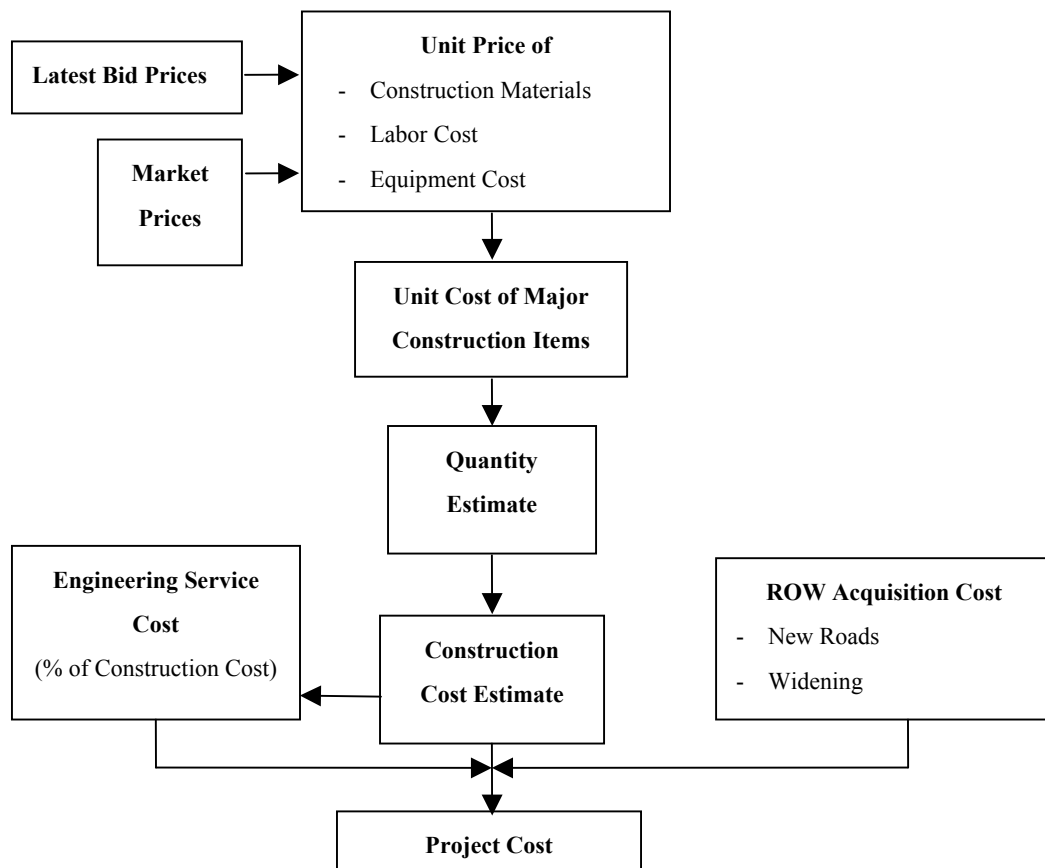 Latest Bid Prices
Market
Prices
Unit Price of
- Construction Materials
- Labor Cost
- Equipment Cost
Unit Cost of Major
Construction Items
Quantity
Estimate
Engineering Service
Cost
(% of Construction Cost)
Construction
Cost Estimate
ROW Acquisition Cost
- New Roads
- Widening
Project Cost